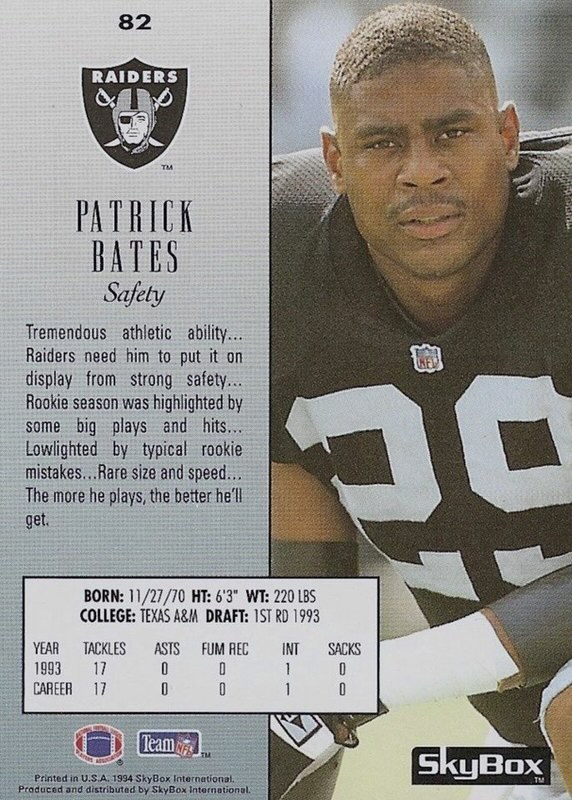 82
RAIDERS
TM
PATRICK
BATES
Safety
Tremendous athletic ability...
Raiders need him to put it on
display from strong safety...
Rookie season was highlighted by
some big plays and hits...
Lowlighted by typical rookie
mistakes...Rare size and speed...
The more he plays, the better he'll
get.
NFL
29
BORN: 11/27/70 HT: 6'3" WT: 220 LBS
COLLEGE: TEXAS A&M DRAFT: 1ST RD 1993
YEAR TACKLES ASTS FUM REC INT SACKS
1993 17 0 0 1 0
CAREER 17 0 0 1 0
Team NFL TM
Printed in U.S.A. 1994 SkyBox International.
Produced and distributed by SkyBox International.
SkyBox TM